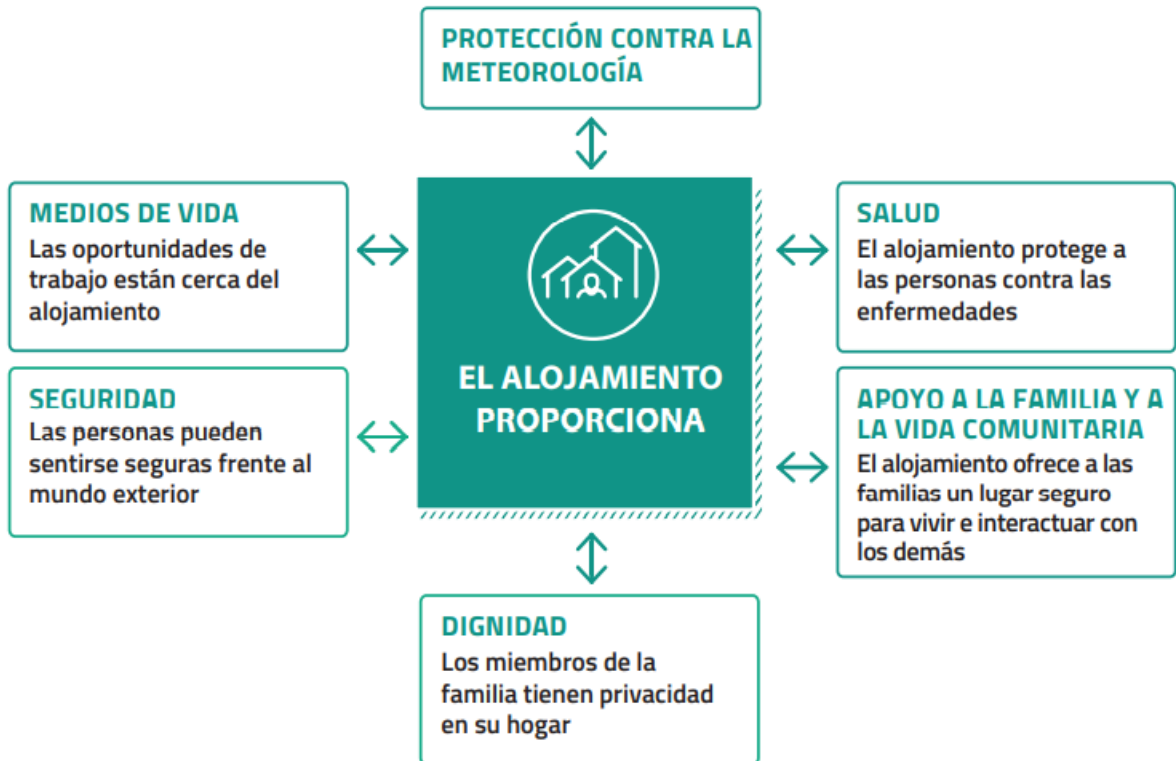 PROTECCIÓN CONTRA LA
METEOROLOGÍA
MEDIOS DE VIDA
Las oportunidades de
trabajo están cerca del
alojamiento
SEGURIDAD
Las personas pueden
sentirse seguras frente al
mundo exterior
EL ALOJAMIENTO
PROPORCIONA
SALUD
El alojamiento protege a
las personas contra las
enfermedades
APOYO A LA FAMILIA Y A
LA VIDA COMUNITARIA
El alojamiento ofrece a las
familias un lugar seguro
para vivir e interactuar con
los demás
DIGNIDAD
Los miembros de la
familia tienen privacidad
en su hogar